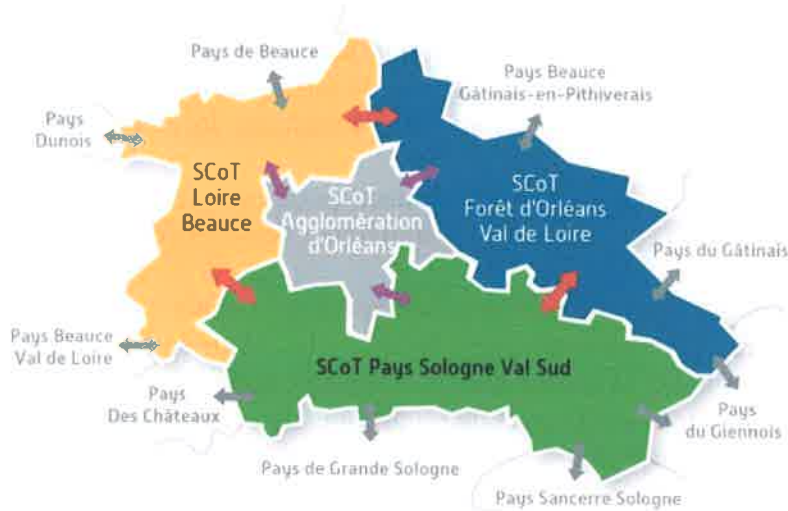 Pays de Beauce
Pays Beauce
Gâtinais-en-Pithiverais
Pays
Dunois
SCoT
Loire
Beauce
SCoT
Agglomération
d'Orléans
SCoT
Forêt d'Orléans
Val de Loire
Pays du Gâtinais
Pays Beauce
Val de Loire
SCoT Pays Sologne Val Sud
Pays
Des Châteaux
Pays
du Giennois
Pays de Grande Sologne
Pays Sancerre Sologne